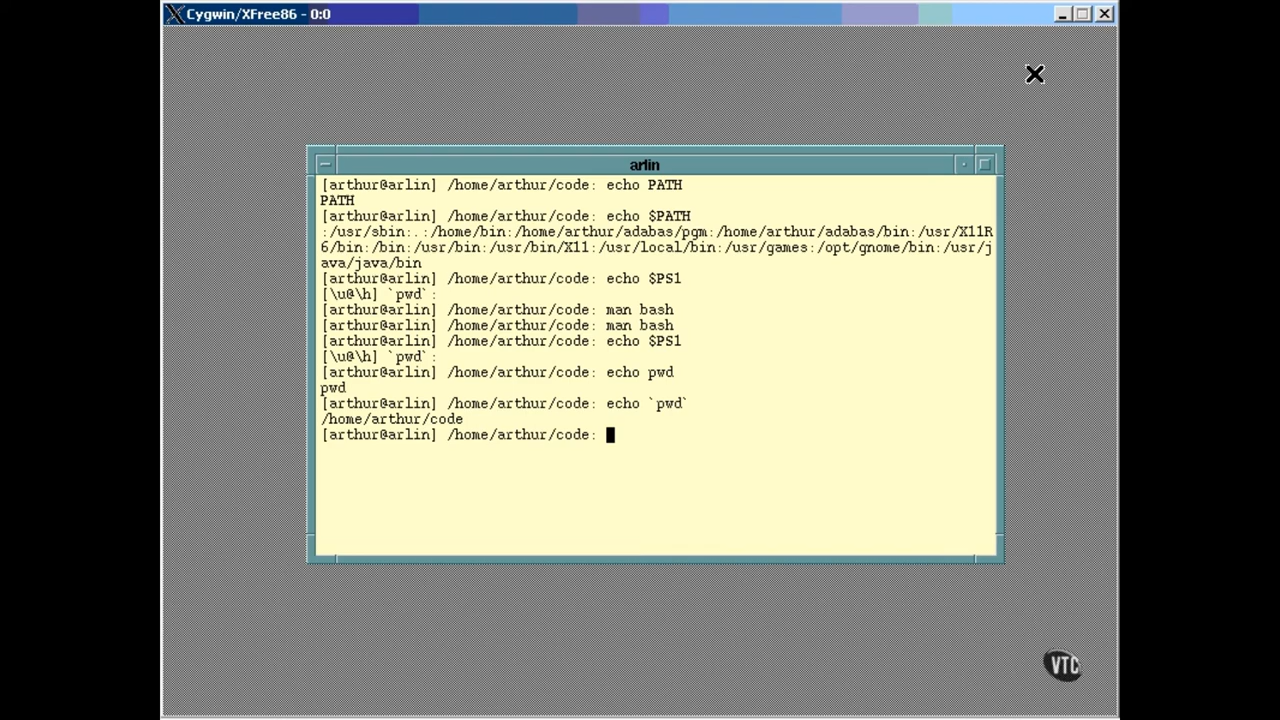 Cygwin/XFree86 - 0:0
arlin
[arthur@arlin] /home/arthur/code: echo PATH
PATH
[arthur@arlin] /home/arthur/code: echo $PATH
:/usr/sbin:.:/home/bin:/home/arthur/adabas/pgm:/home/arthur/adabas/bin:/usr/X11R
6/bin:/bin:/usr/bin:/usr/bin/X11:/usr/local/bin:/usr/games:/opt/gnome/bin:/usr/j
ava/java/bin
[arthur@arlin] /home/arthur/code: echo $PS1
[\u@\h] `pwd`:
[arthur@arlin] /home/arthur/code: man bash
[arthur@arlin] /home/arthur/code: man bash
[arthur@arlin] /home/arthur/code: echo $PS1
[\u@\h] `pwd`:
[arthur@arlin] /home/arthur/code: echo pwd
pwd
[arthur@arlin] /home/arthur/code: echo `pwd`
/home/arthur/code
[arthur@arlin] /home/arthur/code:
VTC